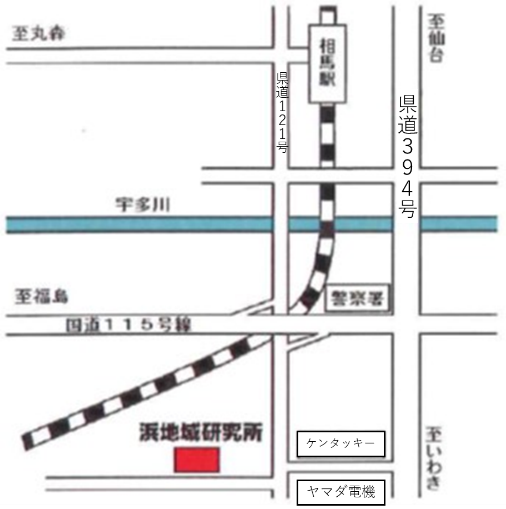 至丸森
至仙台
相馬駅
県道121号
県道394号
宇多川
至福島
警察署
国道115号線
浜地域研究所
ケンタッキー
至いわき
ヤマダ電機